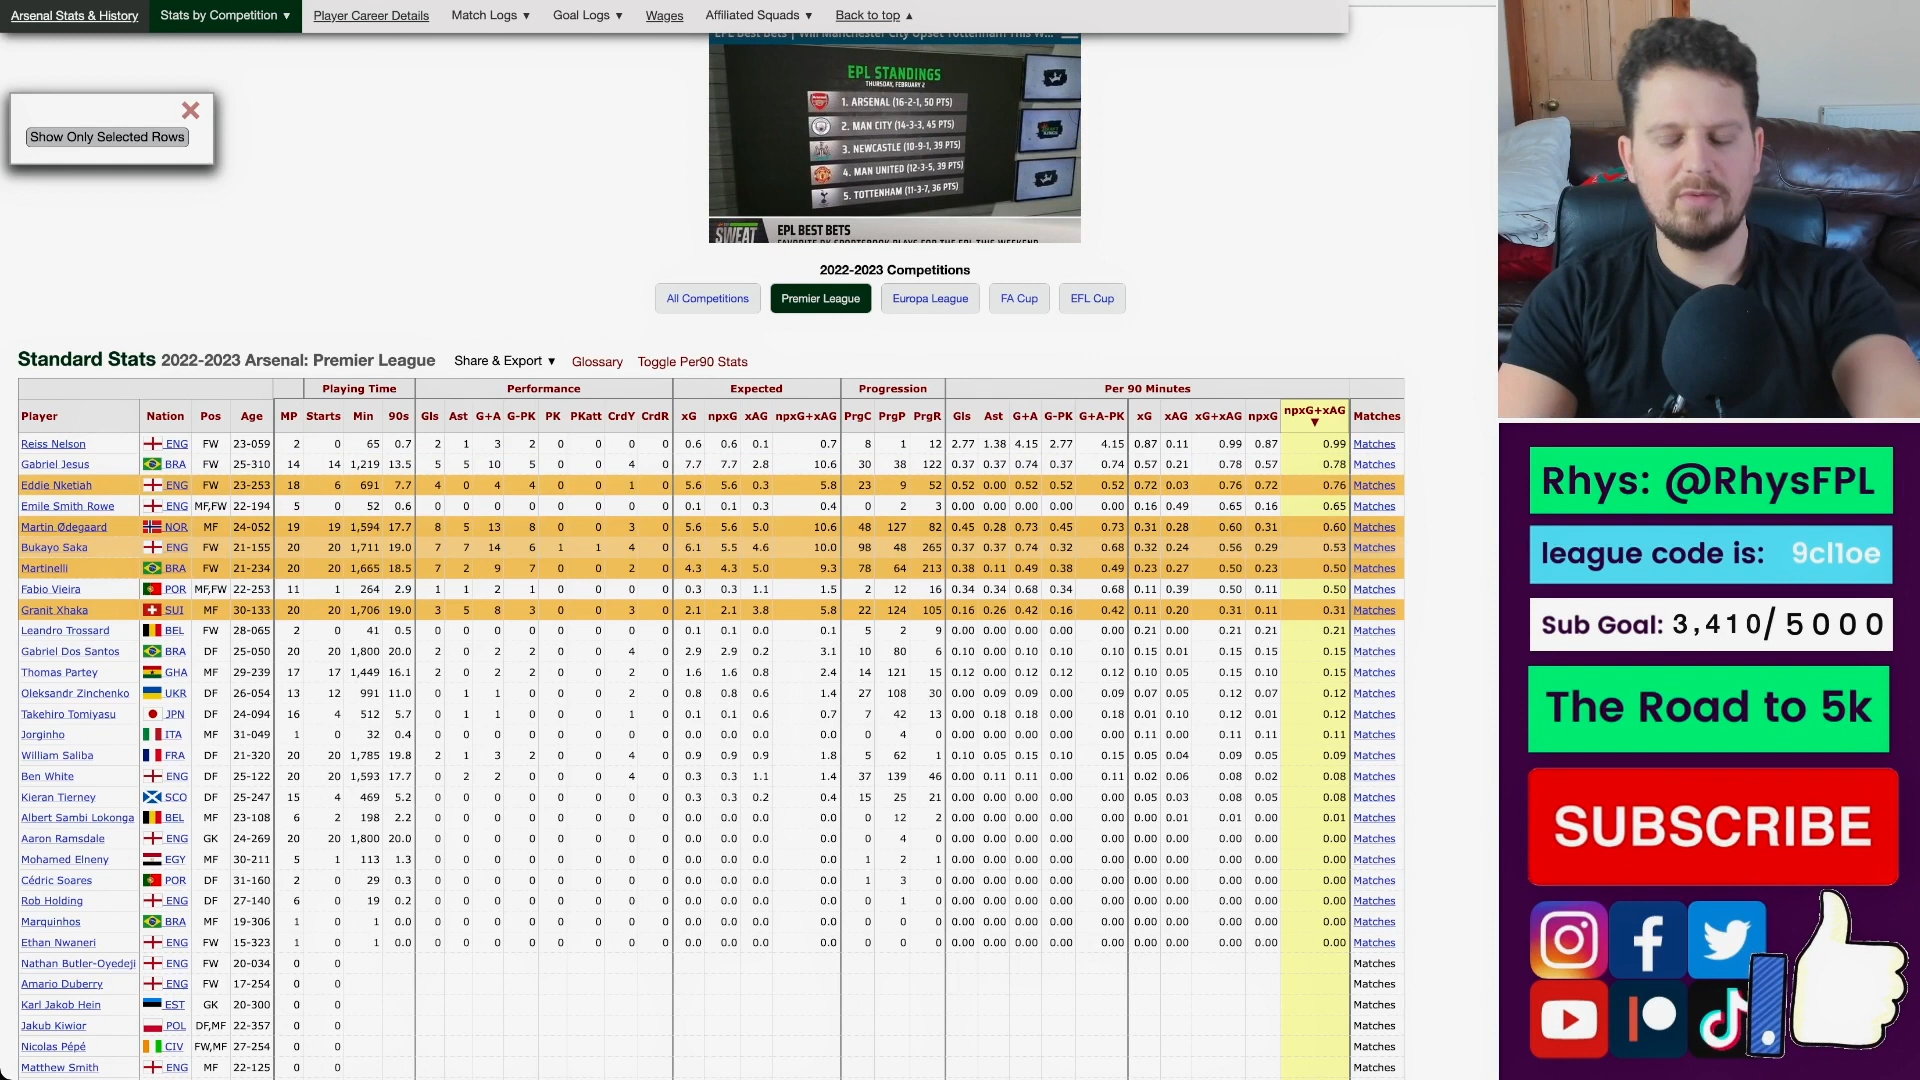 Arsenal Stats & History Stats by Competition ▼ Player Career Details Match Logs ▼ Goal Logs ▼ Wages Affiliated Squads ▼ Back to top ▲
EPL Best Bets | Will Manchester City Upset Tottenham This W...
EPL STANDINGS
THURSDAY, FEBRUARY 2
1. ARSENAL (16-2-1, 50 PTS)
2. MAN CITY (14-3-3, 45 PTS)
3. NEWCASTLE (10-9-1, 39 PTS)
4. MAN UNITED (12-3-5, 39 PTS)
5. TOTTENHAM (11-3-7, 36 PTS)
SWEAT EPL BEST BETS
FAVORITE DK SPORTSBOOK PLAYS FOR THE EPL THIS WEEKEND
Show Only Selected Rows
2022-2023 Competitions
All Competitions Premier League Europa League FA Cup EFL Cup
Standard Stats 2022-2023 Arsenal: Premier League Share & Export ▼ Glossary Toggle Per90 Stats
Playing Time Performance Expected Progression Per 90 Minutes
Player Nation Pos Age MP Starts Min 90s Gls Ast G+A G-PK PK PKatt CrdY CrdR xG npxG xAG npxG+xAG PrgC PrgP PrgR Gls Ast G+A G-PK G+A-PK xG xAG xG+xAG npxG npxG+xAG ▼ Matches
Reiss Nelson ENG FW 23-059 2 0 65 0.7 2 1 3 2 0 0 0 0 0.6 0.6 0.1 0.7 8 1 12 2.77 1.38 4.15 2.77 4.15 0.87 0.11 0.99 0.87 0.99 Matches
Gabriel Jesus BRA FW 25-310 14 14 1,219 13.5 5 5 10 5 0 0 4 0 7.7 7.7 2.8 10.6 30 38 122 0.37 0.37 0.74 0.37 0.74 0.57 0.21 0.78 0.57 0.78 Matches
Eddie Nketiah ENG FW 23-253 18 6 691 7.7 4 0 4 4 0 0 1 0 5.6 5.6 0.3 5.8 23 9 52 0.52 0.00 0.52 0.52 0.52 0.72 0.03 0.76 0.72 0.76 Matches
Emile Smith Rowe ENG MF,FW 22-194 5 0 52 0.6 0 0 0 0 0 0 0 0 0.1 0.1 0.3 0.4 0 2 3 0.00 0.00 0.00 0.00 0.00 0.16 0.49 0.65 0.16 0.65 Matches
Martin Ødegaard NOR MF 24-052 19 19 1,594 17.7 8 5 13 8 0 0 3 0 5.6 5.6 5.0 10.6 48 127 82 0.45 0.28 0.73 0.45 0.73 0.31 0.28 0.60 0.31 0.60 Matches
Bukayo Saka ENG FW 21-155 20 20 1,711 19.0 7 7 14 6 1 1 4 0 6.1 5.5 4.6 10.0 98 48 265 0.37 0.37 0.74 0.32 0.68 0.32 0.24 0.56 0.29 0.53 Matches
Martinelli BRA FW 21-234 20 20 1,665 18.5 7 2 9 7 0 0 2 0 4.3 4.3 5.0 9.3 78 64 213 0.38 0.11 0.49 0.38 0.49 0.23 0.27 0.50 0.23 0.50 Matches
Fabio Vieira POR MF,FW 22-253 11 1 264 2.9 1 1 2 1 0 0 0 0 0.3 0.3 1.1 1.5 2 12 16 0.34 0.34 0.68 0.34 0.68 0.11 0.39 0.50 0.11 0.50 Matches
Granit Xhaka SUI MF 30-133 20 20 1,706 19.0 3 5 8 3 0 0 3 0 2.1 2.1 3.8 5.8 22 124 105 0.16 0.26 0.42 0.16 0.42 0.11 0.20 0.31 0.11 0.31 Matches
Leandro Trossard BEL FW 28-065 2 0 41 0.5 0 0 0 0 0 0 0 0 0.1 0.1 0.0 0.1 5 2 9 0.00 0.00 0.00 0.00 0.00 0.21 0.00 0.21 0.21 0.21 Matches
Gabriel Dos Santos BRA DF 25-050 20 20 1,800 20.0 2 0 2 2 0 0 4 0 2.9 2.9 0.2 3.1 10 80 6 0.10 0.00 0.10 0.10 0.10 0.15 0.01 0.15 0.15 0.15 Matches
Thomas Partey GHA MF 29-239 17 17 1,449 16.1 2 0 2 2 0 0 2 0 1.6 1.6 0.8 2.4 14 121 15 0.12 0.00 0.12 0.12 0.12 0.10 0.05 0.15 0.10 0.15 Matches
Oleksandr Zinchenko UKR DF 26-054 13 12 991 11.0 0 1 1 0 0 0 2 0 0.8 0.8 0.6 1.4 27 108 30 0.00 0.09 0.09 0.00 0.09 0.07 0.05 0.12 0.07 0.12 Matches
Takehiro Tomiyasu JPN DF 24-094 16 4 512 5.7 0 1 1 0 0 0 1 0 0.1 0.1 0.6 0.7 7 42 13 0.00 0.18 0.18 0.00 0.18 0.01 0.10 0.12 0.01 0.12 Matches
Jorginho ITA MF 31-049 1 0 32 0.4 0 0 0 0 0 0 0 0 0.0 0.0 0.0 0.0 0 4 0 0.00 0.00 0.00 0.00 0.00 0.11 0.00 0.11 0.11 0.11 Matches
William Saliba FRA DF 21-320 20 20 1,785 19.8 2 1 3 2 0 0 4 0 0.9 0.9 0.9 1.8 5 62 1 0.10 0.05 0.15 0.10 0.15 0.05 0.04 0.09 0.05 0.09 Matches
Ben White ENG DF 25-122 20 20 1,593 17.7 0 2 2 0 0 0 4 0 0.3 0.3 1.1 1.4 37 139 46 0.00 0.11 0.11 0.00 0.11 0.02 0.06 0.08 0.02 0.08 Matches
Kieran Tierney SCO DF 25-247 15 4 469 5.2 0 0 0 0 0 0 0 0 0.3 0.3 0.2 0.4 15 25 21 0.00 0.00 0.00 0.00 0.00 0.05 0.03 0.08 0.05 0.08 Matches
Albert Sambi Lokonga BEL MF 23-108 6 2 198 2.2 0 0 0 0 0 0 0 0 0.0 0.0 0.0 0.0 0 12 2 0.00 0.00 0.00 0.00 0.00 0.00 0.01 0.01 0.00 0.01 Matches
Aaron Ramsdale ENG GK 24-269 20 20 1,800 20.0 0 0 0 0 0 0 1 0 0.0 0.0 0.0 0.0 0 4 0 0.00 0.00 0.00 0.00 0.00 0.00 0.00 0.00 0.00 0.00 Matches
Mohamed Elneny EGY MF 30-211 5 1 113 1.3 0 0 0 0 0 0 0 0 0.0 0.0 0.0 0.0 1 2 1 0.00 0.00 0.00 0.00 0.00 0.00 0.00 0.00 0.00 0.00 Matches
Cédric Soares POR DF 31-160 2 0 29 0.3 0 0 0 0 0 0 0 0 0.0 0.0 0.0 0.0 1 3 0 0.00 0.00 0.00 0.00 0.00 0.00 0.00 0.00 0.00 0.00 Matches
Rob Holding ENG DF 27-140 6 0 19 0.2 0 0 0 0 0 0 0 0 0.0 0.0 0.0 0.0 0 1 0 0.00 0.00 0.00 0.00 0.00 0.00 0.00 0.00 0.00 0.00 Matches
Marquinhos BRA MF 19-306 1 0 1 0.0 0 0 0 0 0 0 0 0 0.0 0.0 0.0 0.0 0 0 0 0.00 0.00 0.00 0.00 0.00 0.00 0.00 0.00 0.00 0.00 Matches
Ethan Nwaneri ENG FW 15-323 1 0 1 0.0 0 0 0 0 0 0 0 0 0.0 0.0 0.0 0.0 0 0 0 0.00 0.00 0.00 0.00 0.00 0.00 0.00 0.00 0.00 0.00 Matches
Nathan Butler-Oyedeji ENG FW 20-034 0 0 Matches
Amario Duberry ENG FW 17-254 0 0 Matches
Karl Jakob Hein EST GK 20-300 0 0 Matches
Jakub Kiwior POL DF,MF 22-357 0 0 Matches
Nicolas Pépé CIV FW,MF 27-254 0 0 Matches
Matthew Smith ENG MF 22-125 0 0 Matches
Rhys: @RhysFPL
league code is: 9cl1oe
Sub Goal: 3,410/5000
The Road to 5k
SUBSCRIBE